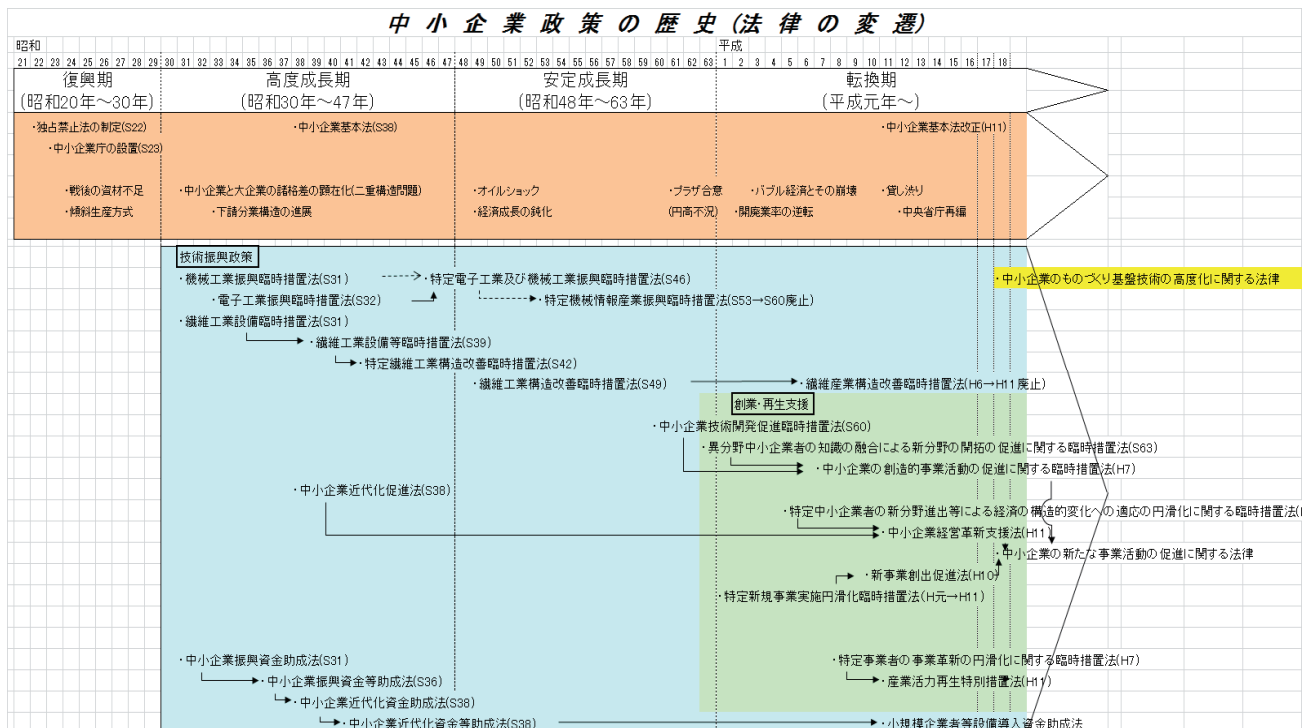 中小企業政策の歴史(法律の変遷)
昭和 平成
21 22 23 24 25 26 27 28 29 30 31 32 33 34 35 36 37 38 39 40 41 42 43 44 45 46 47 48 49 50 51 52 53 54 55 56 57 58 59 60 61 62 63 1 2 3 4 5 6 7 8 9 10 11 12 13 14 15 16 17 18
復興期 高度成長期 安定成長期 転換期
(昭和20年～30年) (昭和30年～47年) (昭和48年～63年) (平成元年～)
・独占禁止法の制定(S22) ・中小企業基本法(S38) ・中小企業基本法改正(H11)
・中小企業庁の設置(S23)
・戦後の資材不足 ・中小企業と大企業の諸格差の顕在化(二重構造問題) ・オイルショック ・プラザ合意 ・バブル経済とその崩壊 ・貸し渋り
・傾斜生産方式 ・下請分業構造の進展 ・経済成長の鈍化 (円高不況) ・開廃業率の逆転 ・中央省庁再編
技術振興政策
・機械工業振興臨時措置法(S31) ・特定電子工業及び機械工業振興臨時措置法(S46) ・中小企業のものづくり基盤技術の高度化に関する法律
・電子工業振興臨時措置法(S32) ・特定機械情報産業振興臨時措置法(S53→S60廃止)
・繊維工業設備臨時措置法(S31)
・繊維工業設備等臨時措置法(S39)
・特定繊維工業構造改善臨時措置法(S42)
・繊維工業構造改善臨時措置法(S49) ・繊維産業構造改善臨時措置法(H6→H11廃止)
創業・再生支援
・中小企業技術開発促進臨時措置法(S60)
・異分野中小企業者の知識の融合による新分野の開拓の促進に関する臨時措置法(S63)
・中小企業の創造的事業活動の促進に関する臨時措置法(H7)
・中小企業近代化促進法(S38)
・特定中小企業者の新分野進出等による経済の構造的変化への適応の円滑化に関する臨時措置法(
・中小企業経営革新支援法(H11)
・中小企業の新たな事業活動の促進に関する法律
・新事業創出促進法(H10)
・特定新規事業実施円滑化臨時措置法(H元→H11)
・中小企業振興資金助成法(S31) ・特定事業者の事業革新の円滑化に関する臨時措置法(H7)
・中小企業振興資金等助成法(S36) ・産業活力再生特別措置法(H11)
・中小企業近代化資金助成法(S38)
・中小企業近代化資金等助成法(S38) ・小規模企業者等設備導入資金助成法